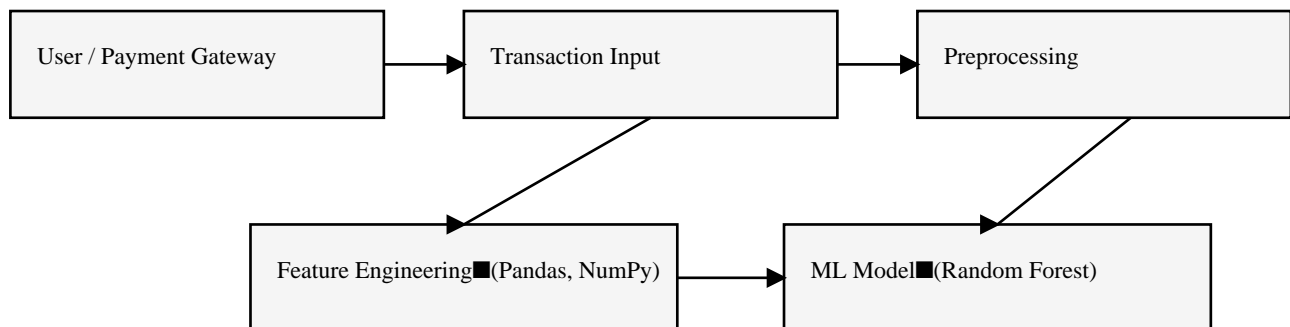 User / Payment Gateway
Transaction Input
Preprocessing
Feature Engineering■(Pandas, NumPy)
ML Model■(Random Forest)